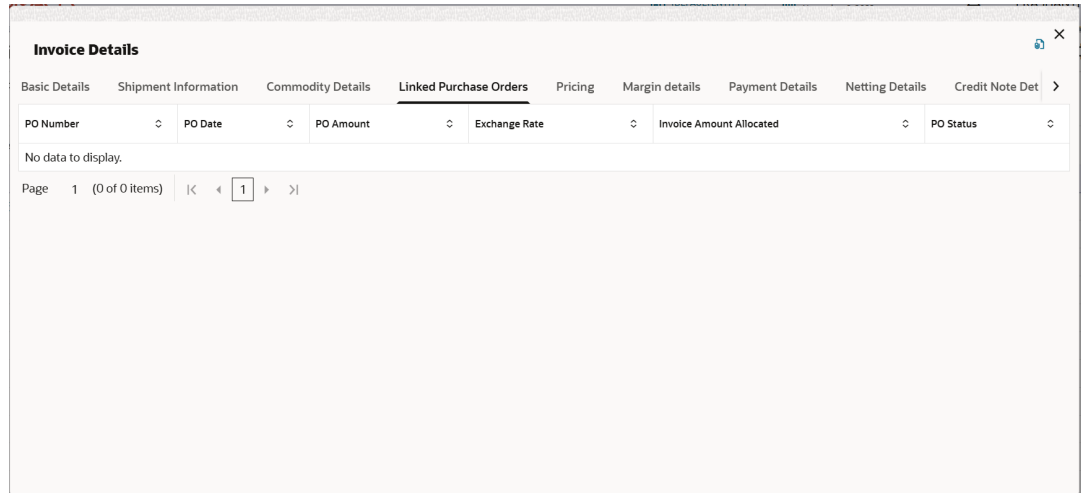 Invoice Details
Basic Details Shipment Information Commodity Details Linked Purchase Orders Pricing Margin details Payment Details Netting Details Credit Note Det
PO Number PO Date PO Amount Exchange Rate Invoice Amount Allocated PO Status
No data to display.
Page 1 (0 of 0 items) 1